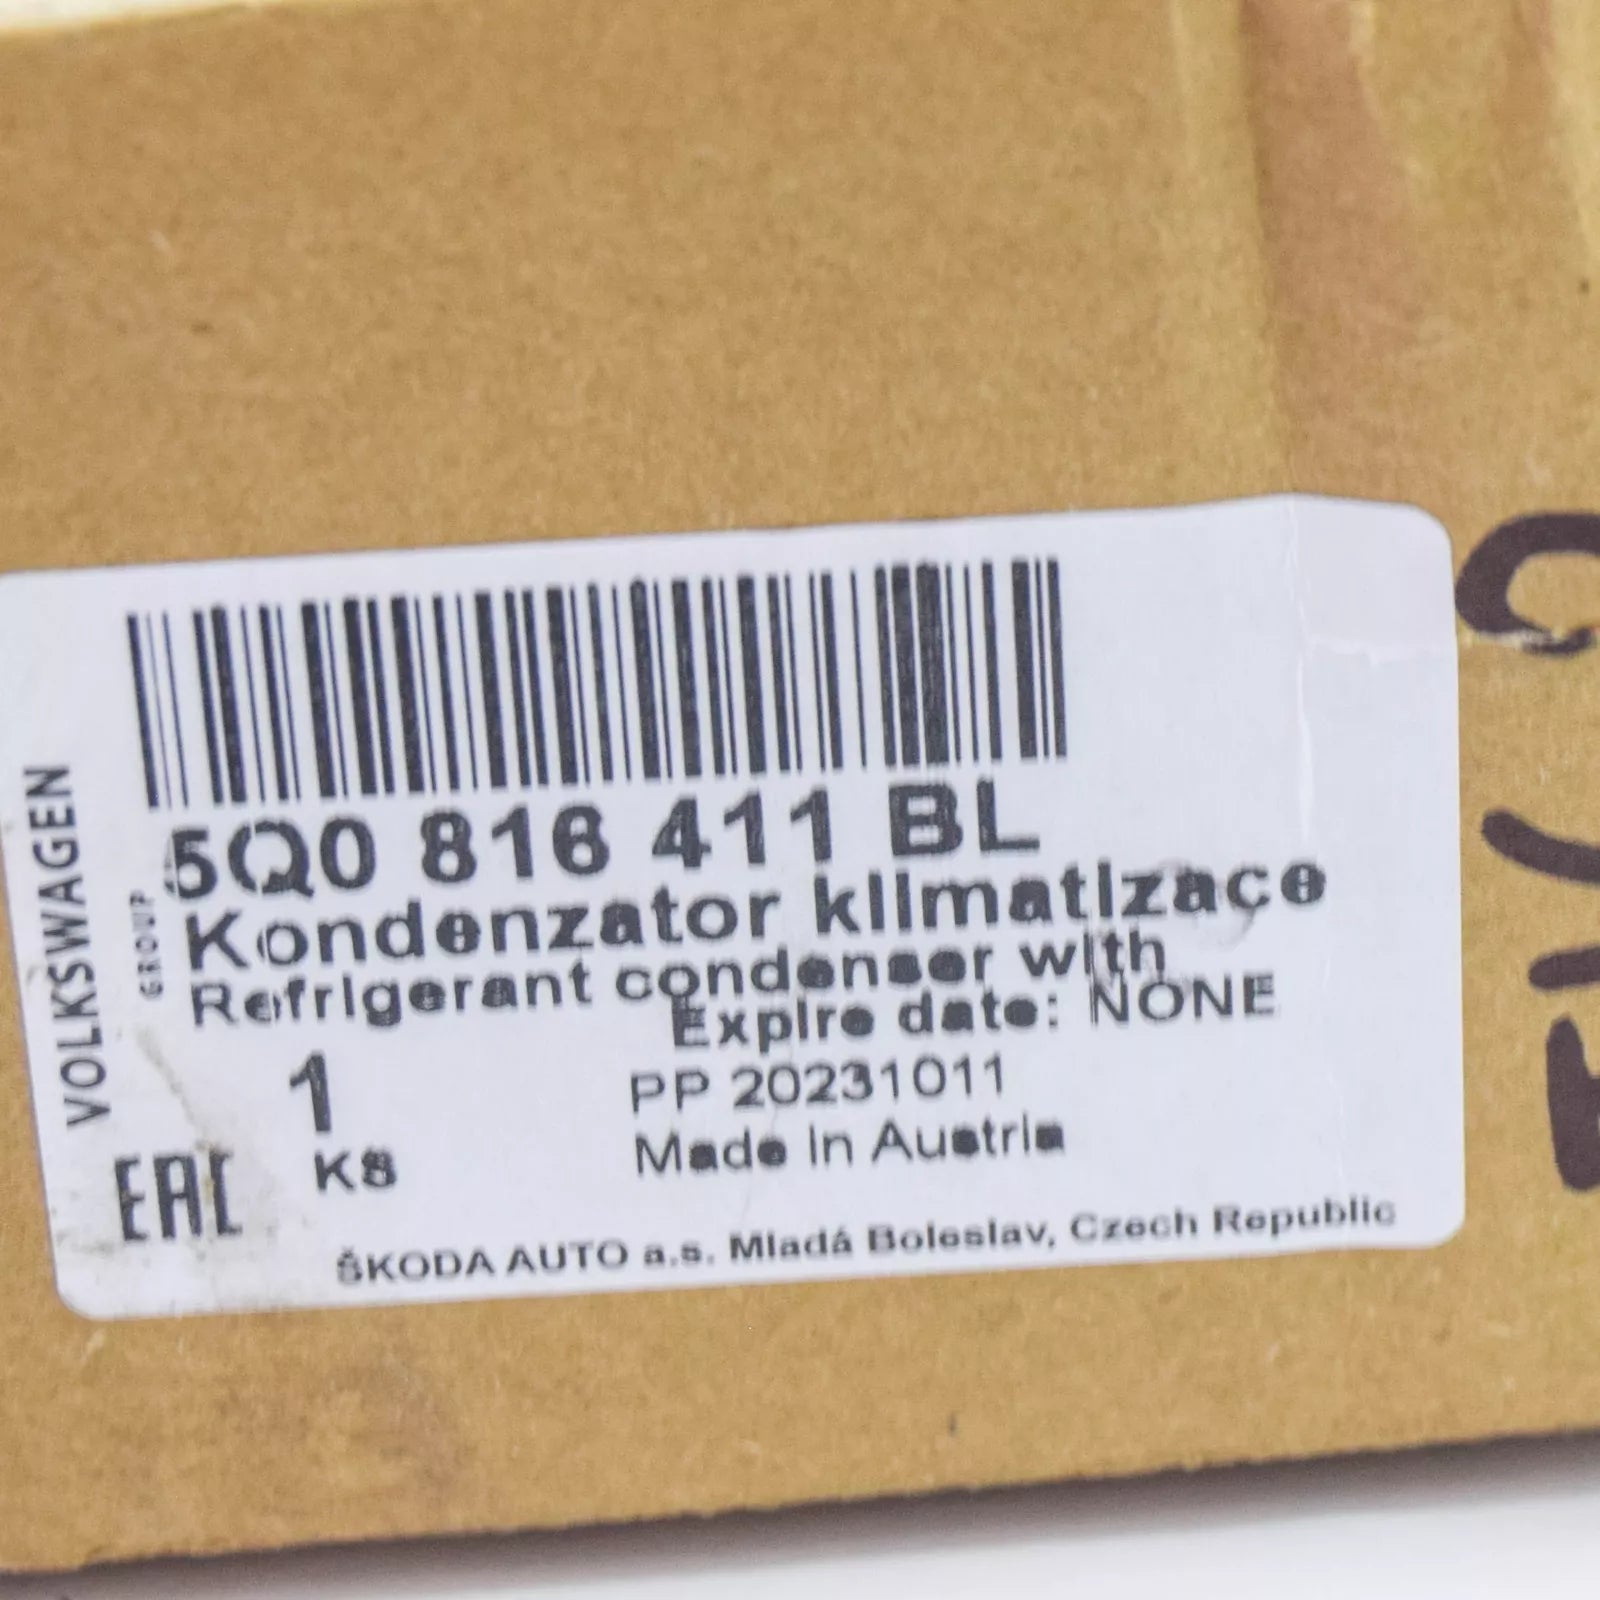 VOLKSWAGEN
GROUP
5Q0 816 411 BL
Kondenzator klimatizace
Refrigerant condenser with
Expire date: NONE
1
PP 20231011
KS
Made in Austria
EAC
ŠKODA AUTO a.s. Mladá Boleslav, Czech Republic